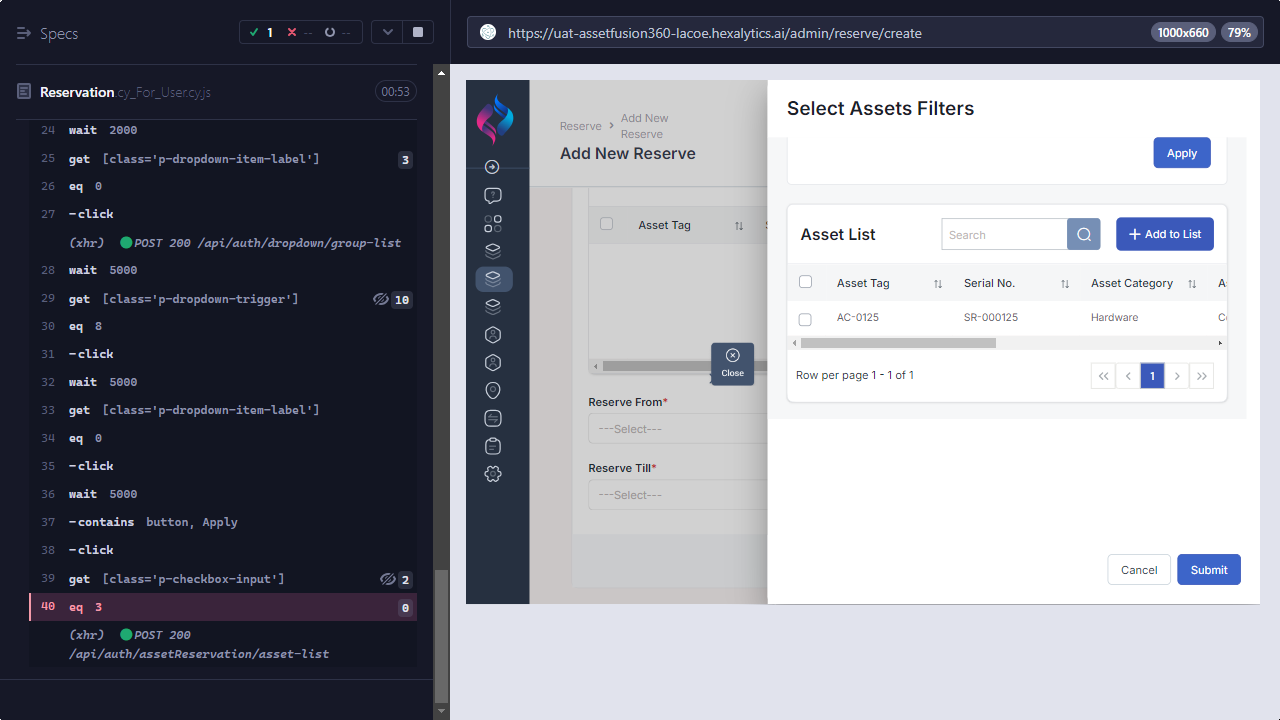 Specs
1
--
--
https://uat-assetfusion360-lacoe.hexalytics.ai/admin/reserve/create
1000x660
79%
Reservation.cy_For_User.cy.js
00:53
24 wait 2000
25 get [class='p-dropdown-item-label'] 3
26 eq 0
27 -click
(xhr) POST 200 /api/auth/dropdown/group-list
28 wait 5000
29 get [class='p-dropdown-trigger'] 10
30 eq 8
31 -click
32 wait 5000
33 get [class='p-dropdown-item-label']
34 eq 0
35 -click
36 wait 5000
37 -contains button, Apply
38 -click
39 get [class='p-checkbox-input'] 2
40 eq 3 0
(xhr) POST 200
/api/auth/assetReservation/asset-list
Reserve > Add New
Reserve
Add New Reserve
Asset Tag
Close
Reserve From*
---Select---
Reserve Till*
---Select---
Select Assets Filters
Apply
Asset List
Search
+ Add to List
Asset Tag
Serial No.
Asset Category
AC-0125
SR-000125
Hardware
Row per page 1 - 1 of 1
1
Cancel
Submit